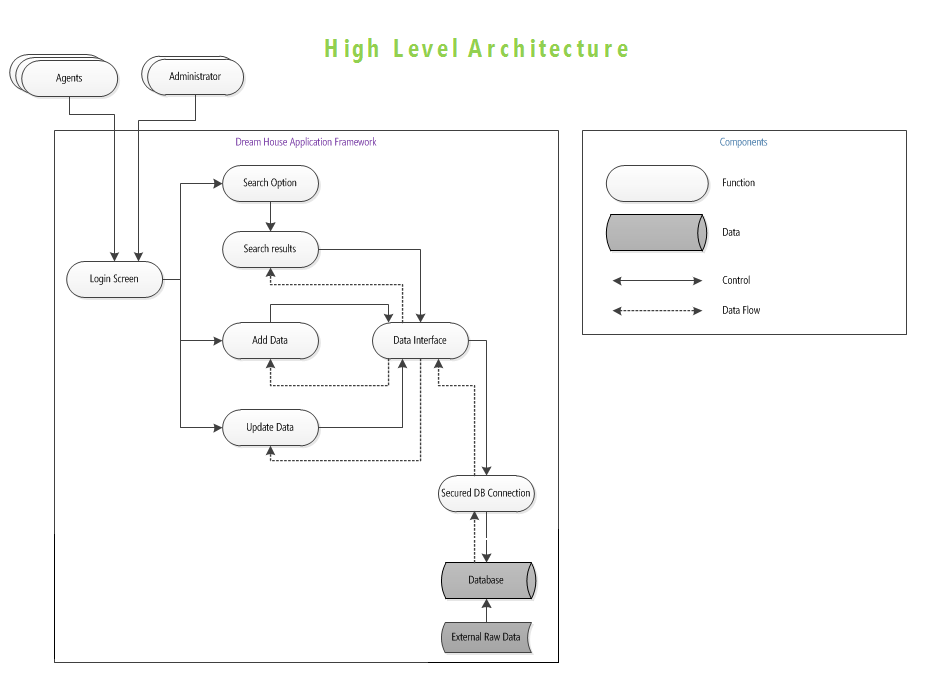 High Level Architecture
Agents
Administrator
Dream House Application Framework
Components
Search Option
Function
Search results
Data
Login Screen
Control
Data Flow
Add Data
Data Interface
Update Data
Secured DB Connection
Database
External Raw Data